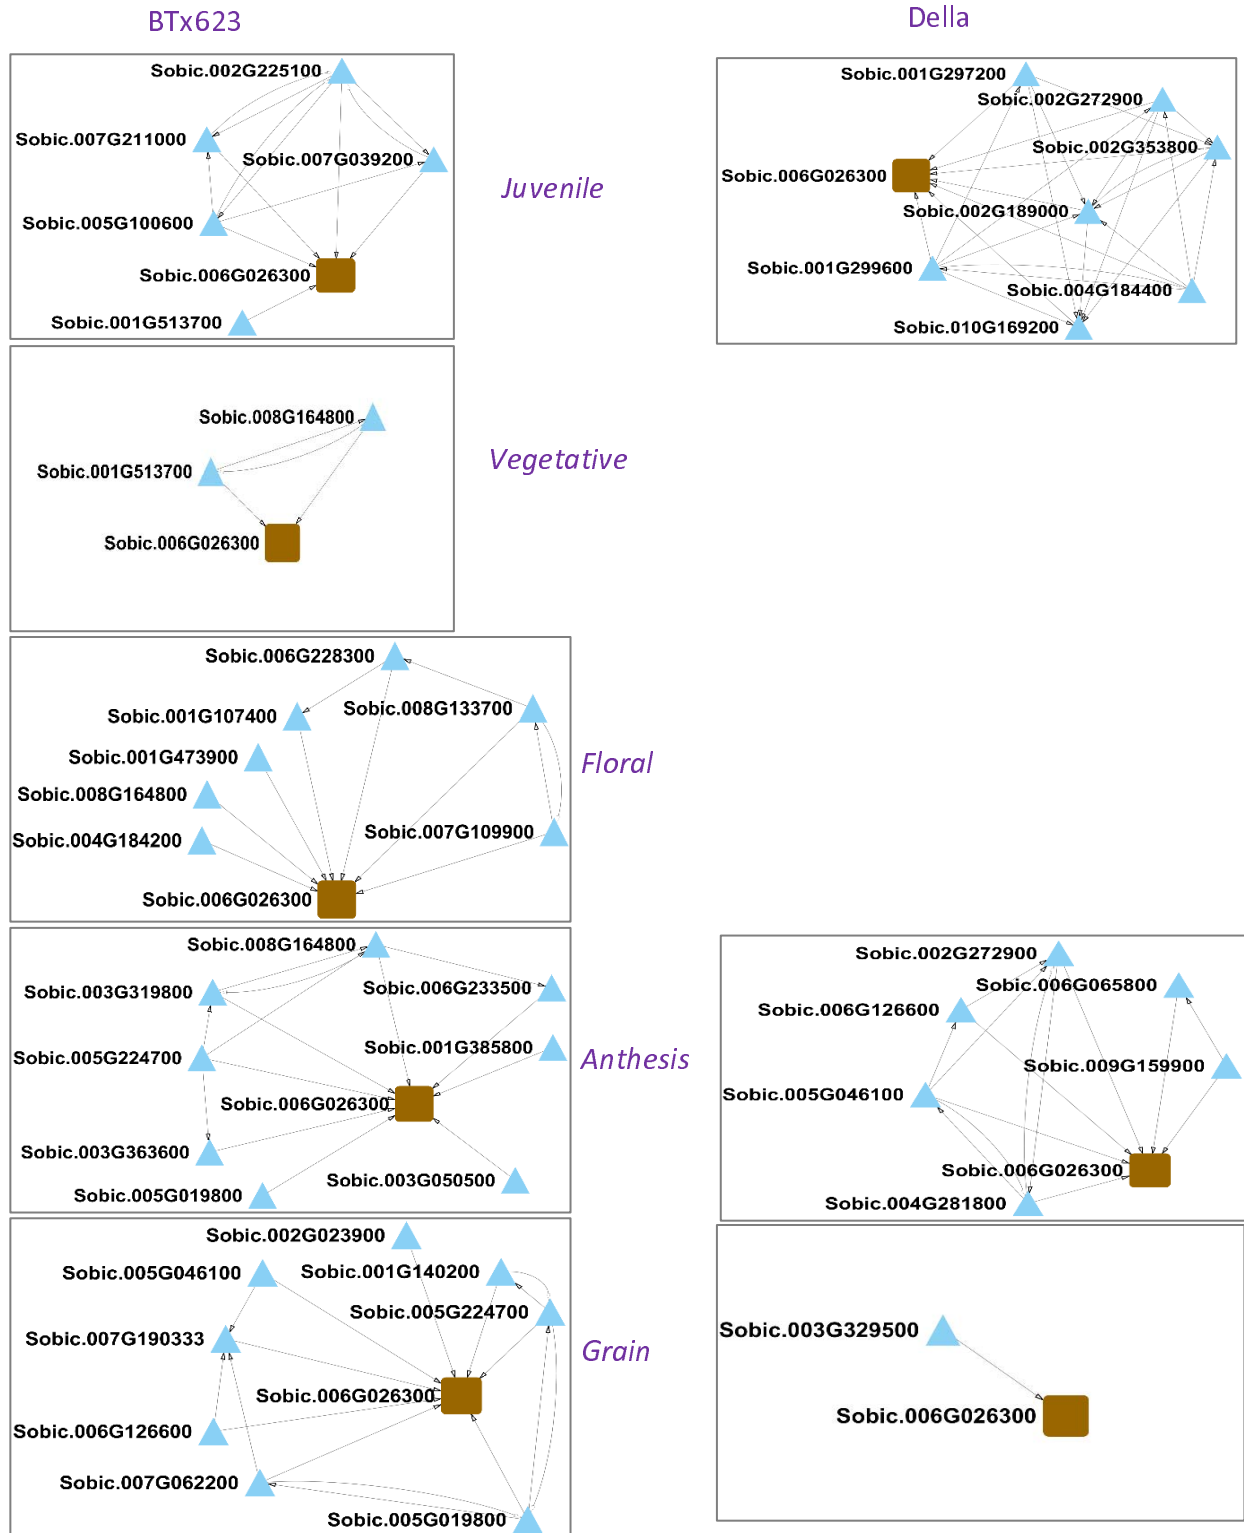 BTx623
Della
Sobic.002G225100
Sobic.007G211000
Sobic.007G039200
Sobic.005G100600
Sobic.006G026300
Sobic.001G513700
Juvenile
Sobic.001G297200
Sobic.002G272900
Sobic.002G353800
Sobic.006G026300
Sobic.002G189000
Sobic.001G299600
Sobic.004G184400
Sobic.010G169200
Sobic.008G164800
Sobic.001G513700
Sobic.006G026300
Vegetative
Sobic.006G228300
Sobic.001G107400
Sobic.008G133700
Sobic.001G473900
Sobic.008G164800
Sobic.004G184200
Sobic.007G109900
Sobic.006G026300
Floral
Sobic.008G164800
Sobic.003G319800
Sobic.006G233500
Sobic.005G224700
Sobic.001G385800
Sobic.006G026300
Sobic.003G363600
Sobic.003G050500
Sobic.005G019800
Anthesis
Sobic.002G272900
Sobic.006G065800
Sobic.006G126600
Sobic.009G159900
Sobic.005G046100
Sobic.006G026300
Sobic.004G281800
Sobic.002G023900
Sobic.005G046100
Sobic.001G140200
Sobic.005G224700
Sobic.007G190333
Sobic.006G026300
Sobic.006G126600
Sobic.007G062200
Sobic.005G019800
Grain
Sobic.003G329500
Sobic.006G026300